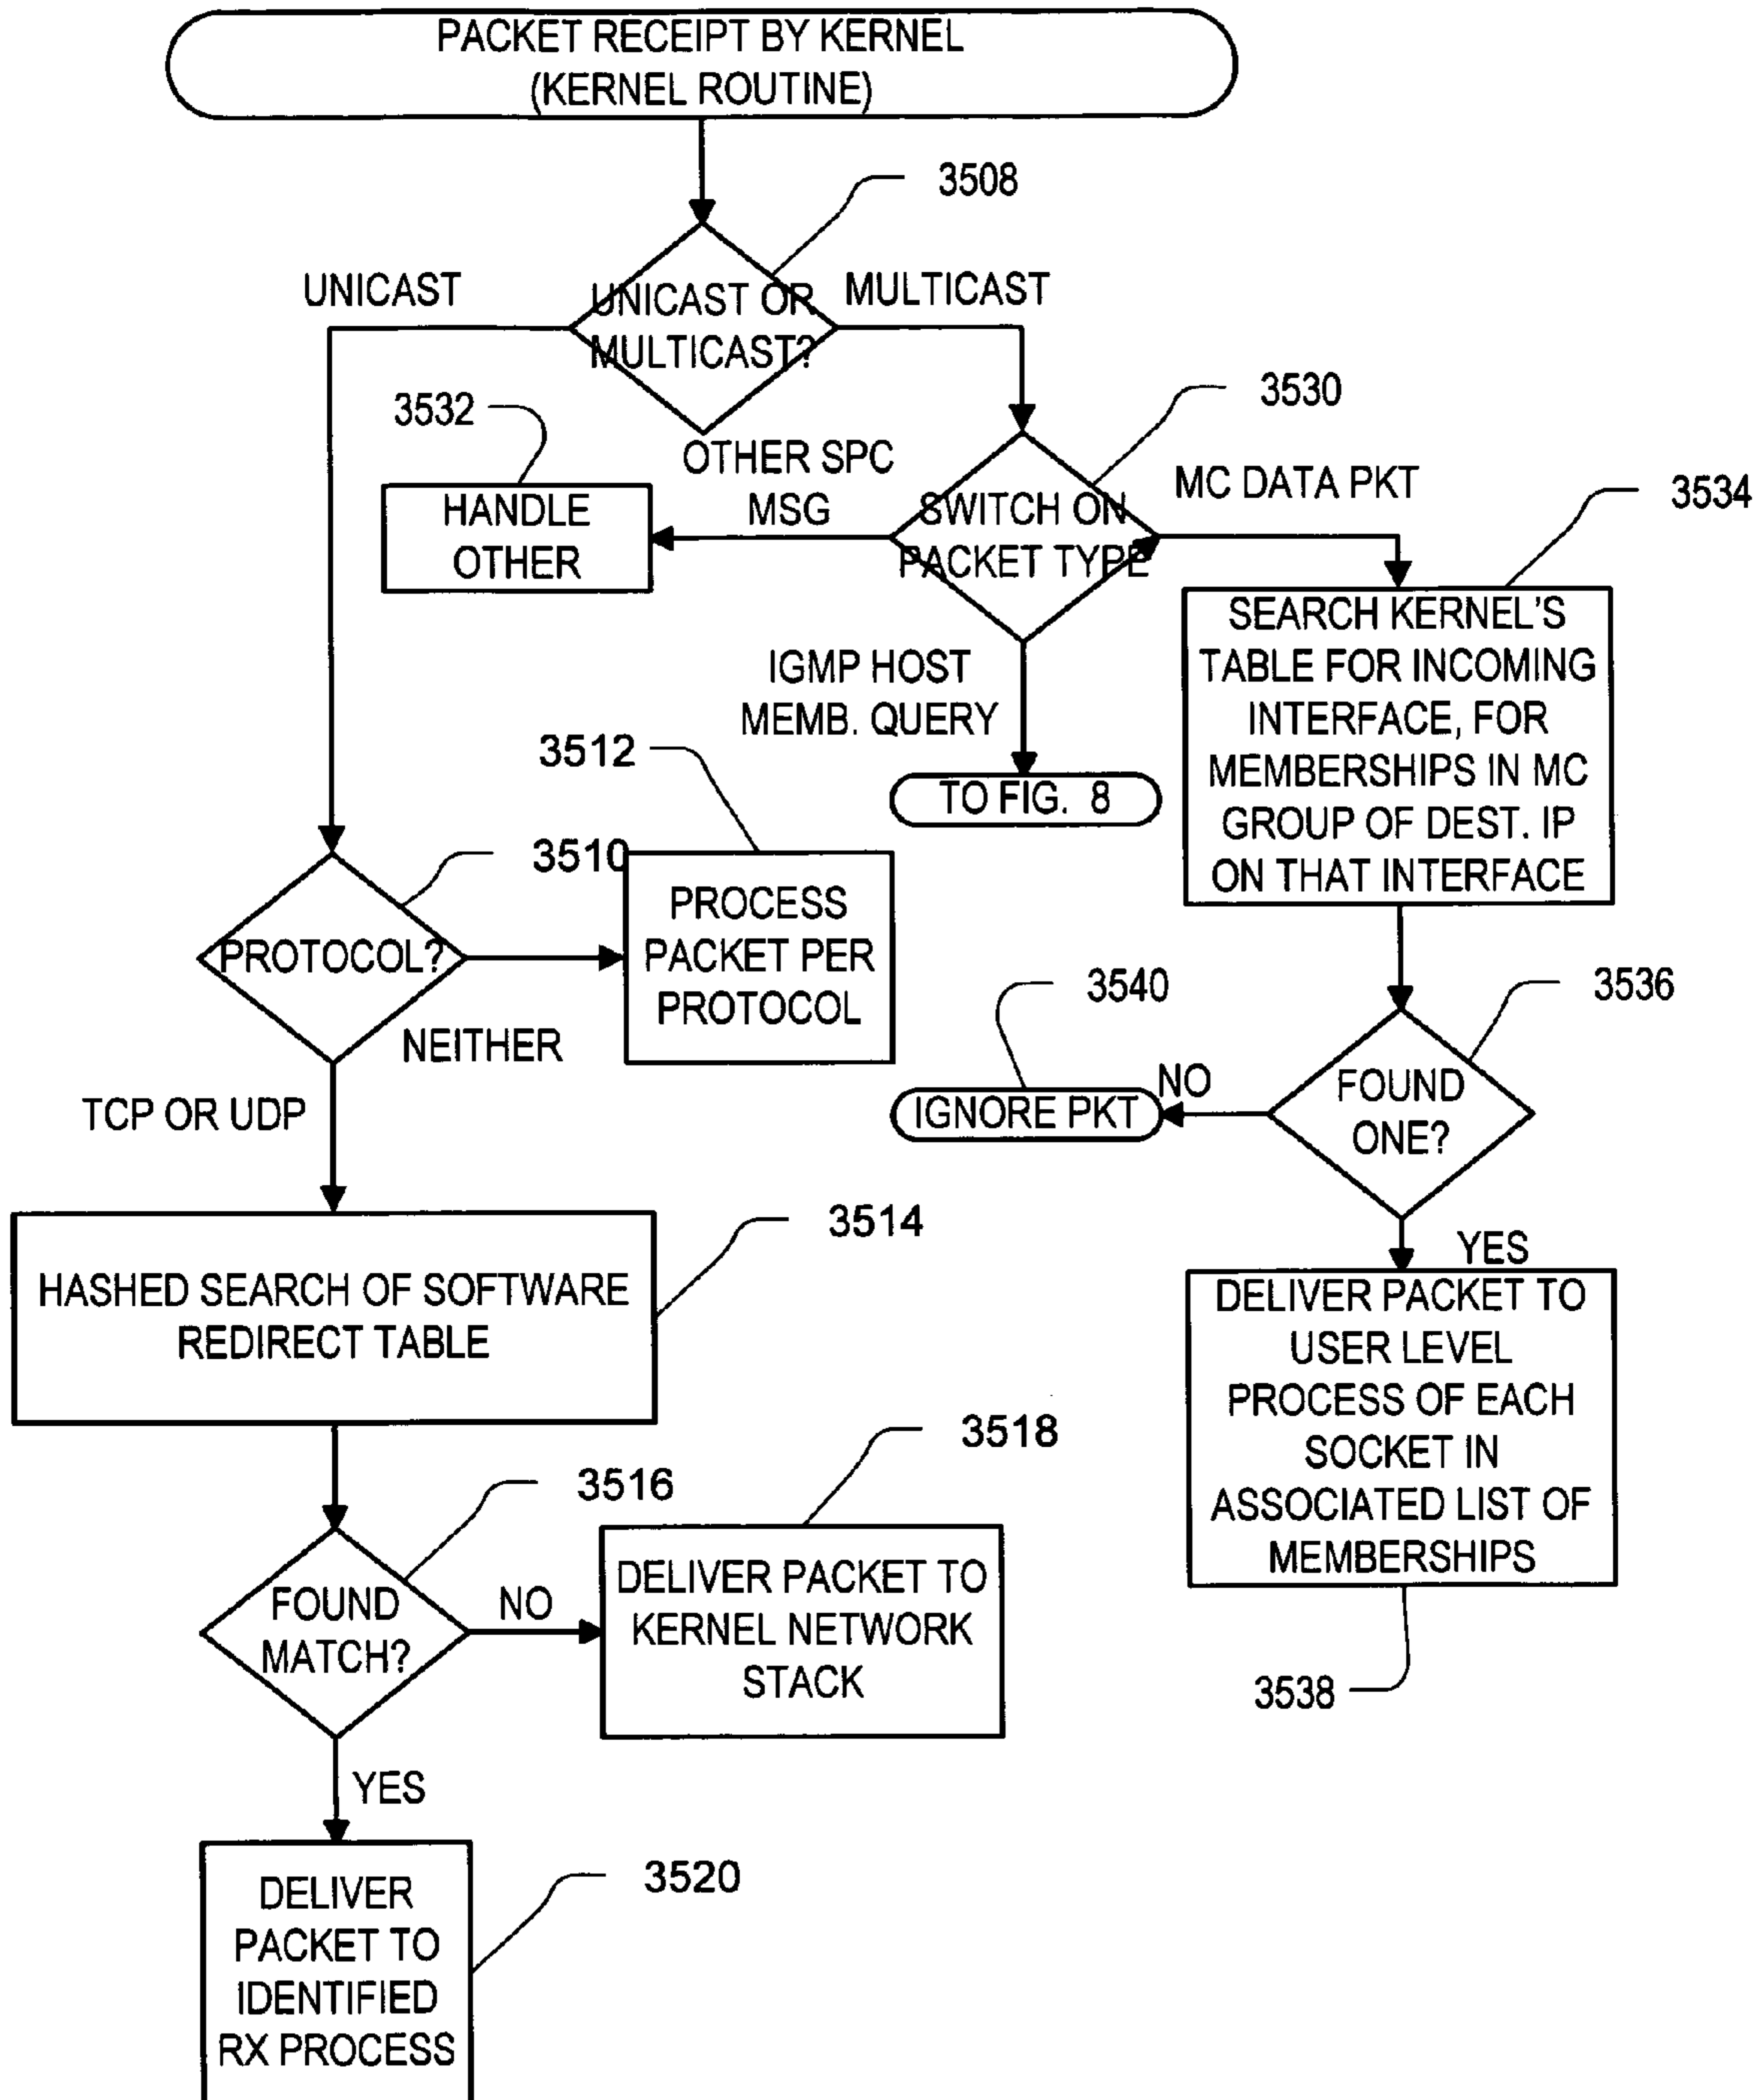 PACKET RECEIPT BY KERNEL
(KERNEL ROUTINE)
3508
UNICAST
UNICAST OR
MULTICAST?
MULTICAST
3532
3530
OTHER SPC
MSG
HANDLE
OTHER
SWITCH ON
PACKET TYPE
MC DATA PKT
3534
SEARCH KERNEL'S
TABLE FOR INCOMING
INTERFACE, FOR
MEMBERSHIPS IN MC
GROUP OF DEST. IP
ON THAT INTERFACE
IGMP HOST
MEMB. QUERY
TO FIG. 8
3512
3510
PROTOCOL?
PROCESS
PACKET PER
PROTOCOL
NEITHER
TCP OR UDP
3540
3536
IGNORE PKT
NO
FOUND
ONE?
YES
3514
HASHED SEARCH OF SOFTWARE
REDIRECT TABLE
DELIVER PACKET TO
USER LEVEL
PROCESS OF EACH
SOCKET IN
ASSOCIATED LIST OF
MEMBERSHIPS
3538
3518
3516
FOUND
MATCH?
NO
DELIVER PACKET TO
KERNEL NETWORK
STACK
YES
3520
DELIVER
PACKET TO
IDENTIFIED
RX PROCESS